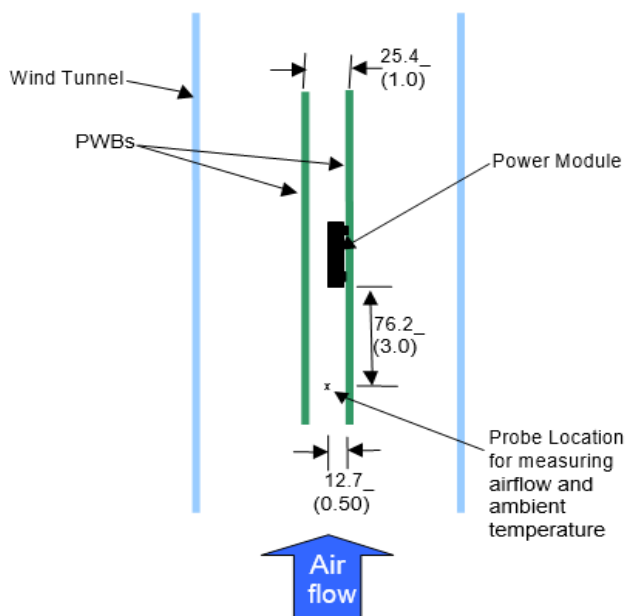 25.4_
(1.0)
Wind Tunnel
PWBs
Power Module
76.2_
(3.0)
x
Probe Location
for measuring
airflow and
ambient
temperature
12.7_
(0.50)
Air
flow